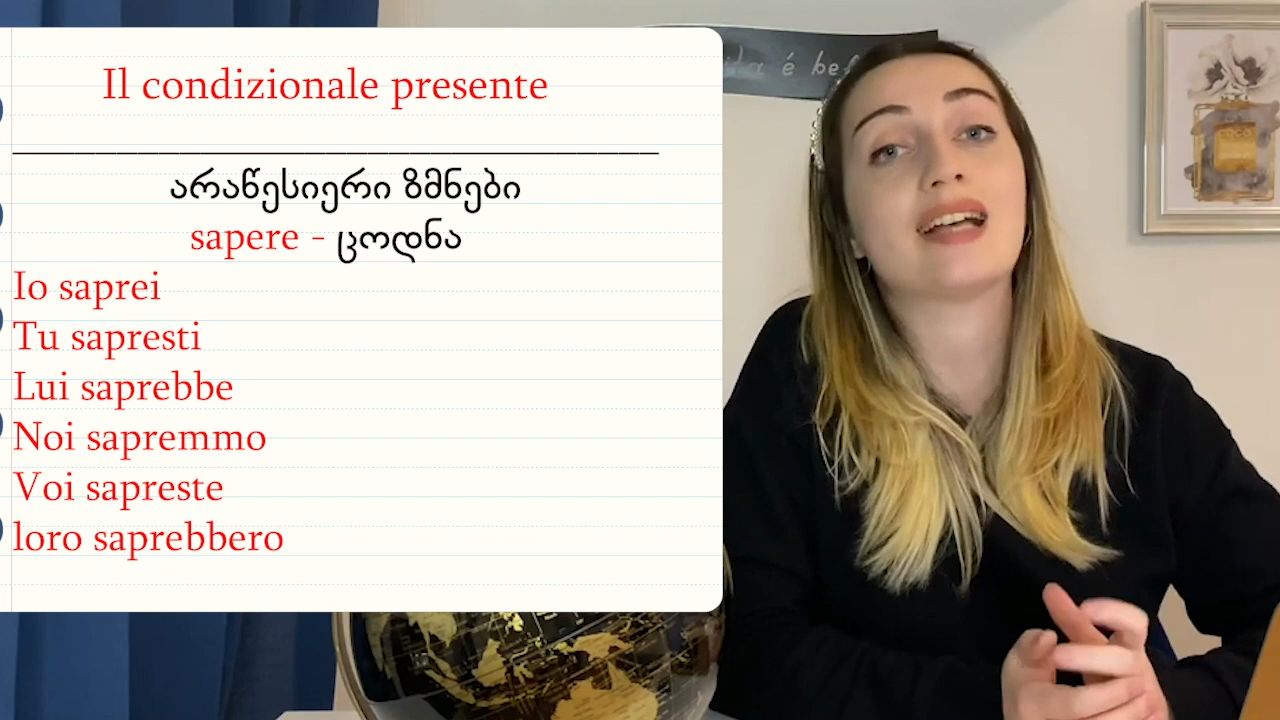 Il condizionale presente
არაწესიერი ზმნები
sapere - ცოდნა
Io saprei
Tu sapresti
Lui saprebbe
Noi sapremmo
Voi sapreste
loro saprebbero
é
COCO